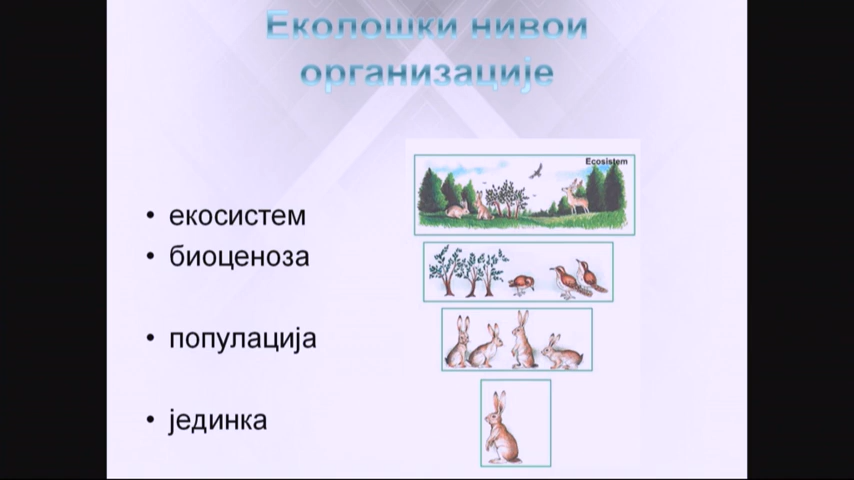 Еколошки нивои
организације
Ecosistem
• екосистем
• биоценоза
• популација
• јединка